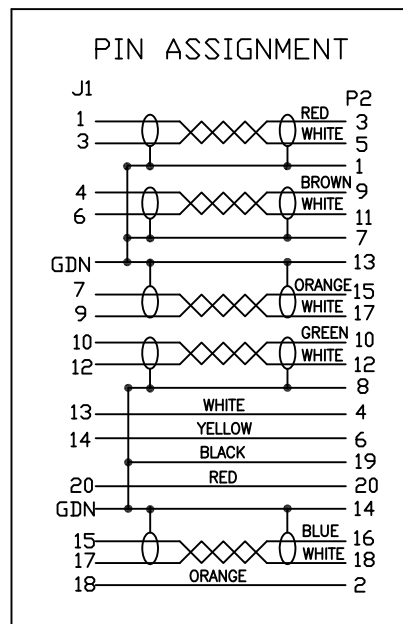 PIN ASSIGNMENT
J1 P2
1 RED 3
3 WHITE 5
1
4 BROWN 9
6 WHITE 11
7
GDN 13
7 ORANGE 15
9 WHITE 17
10 GREEN 10
12 WHITE 12
8
13 WHITE 4
14 YELLOW 6
BLACK 19
20 RED 20
GDN 14
15 BLUE 16
17 WHITE 18
18 ORANGE 2